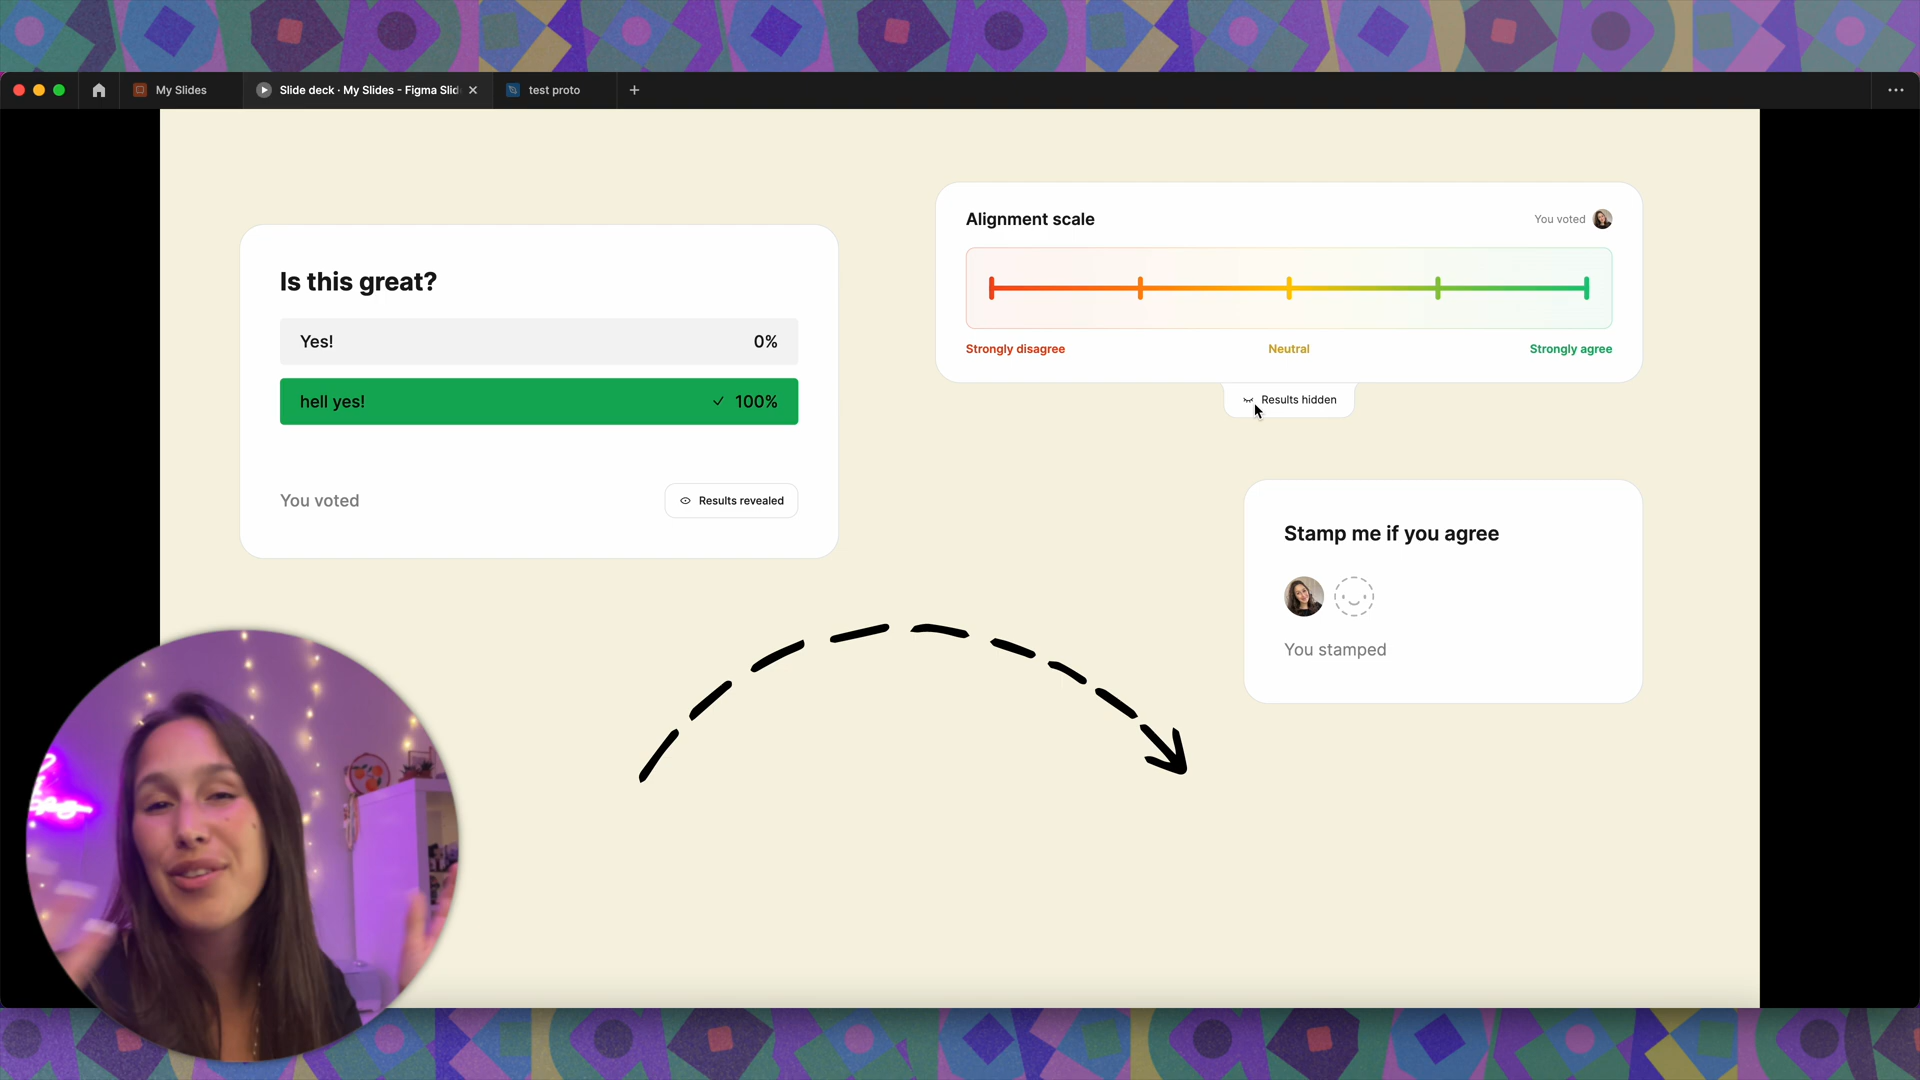 My Slides
Slide deck · My Slides - Figma Slid
test proto
Alignment scale
You voted
Strongly disagree
Neutral
Strongly agree
Results hidden
Is this great?
Yes!
0%
hell yes!
100%
You voted
Results revealed
Stamp me if you agree
You stamped